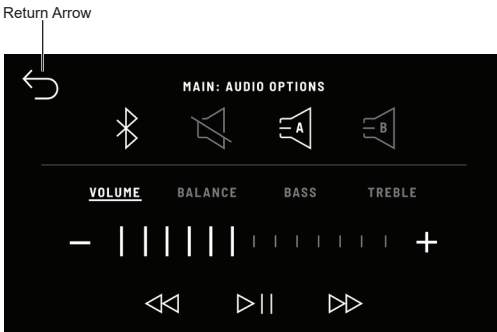 Return Arrow
MAIN: AUDIO OPTIONS
A B
VOLUME BALANCE BASS TREBLE